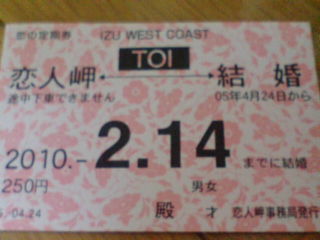 恋の定期券 IZU WEST COAST
TOI
恋人岬 結婚
途中下車できません 05年4月24日から
2010.-2.14 までに結婚
250円 男女
.-04.24 殿 才 恋人岬事務局発行